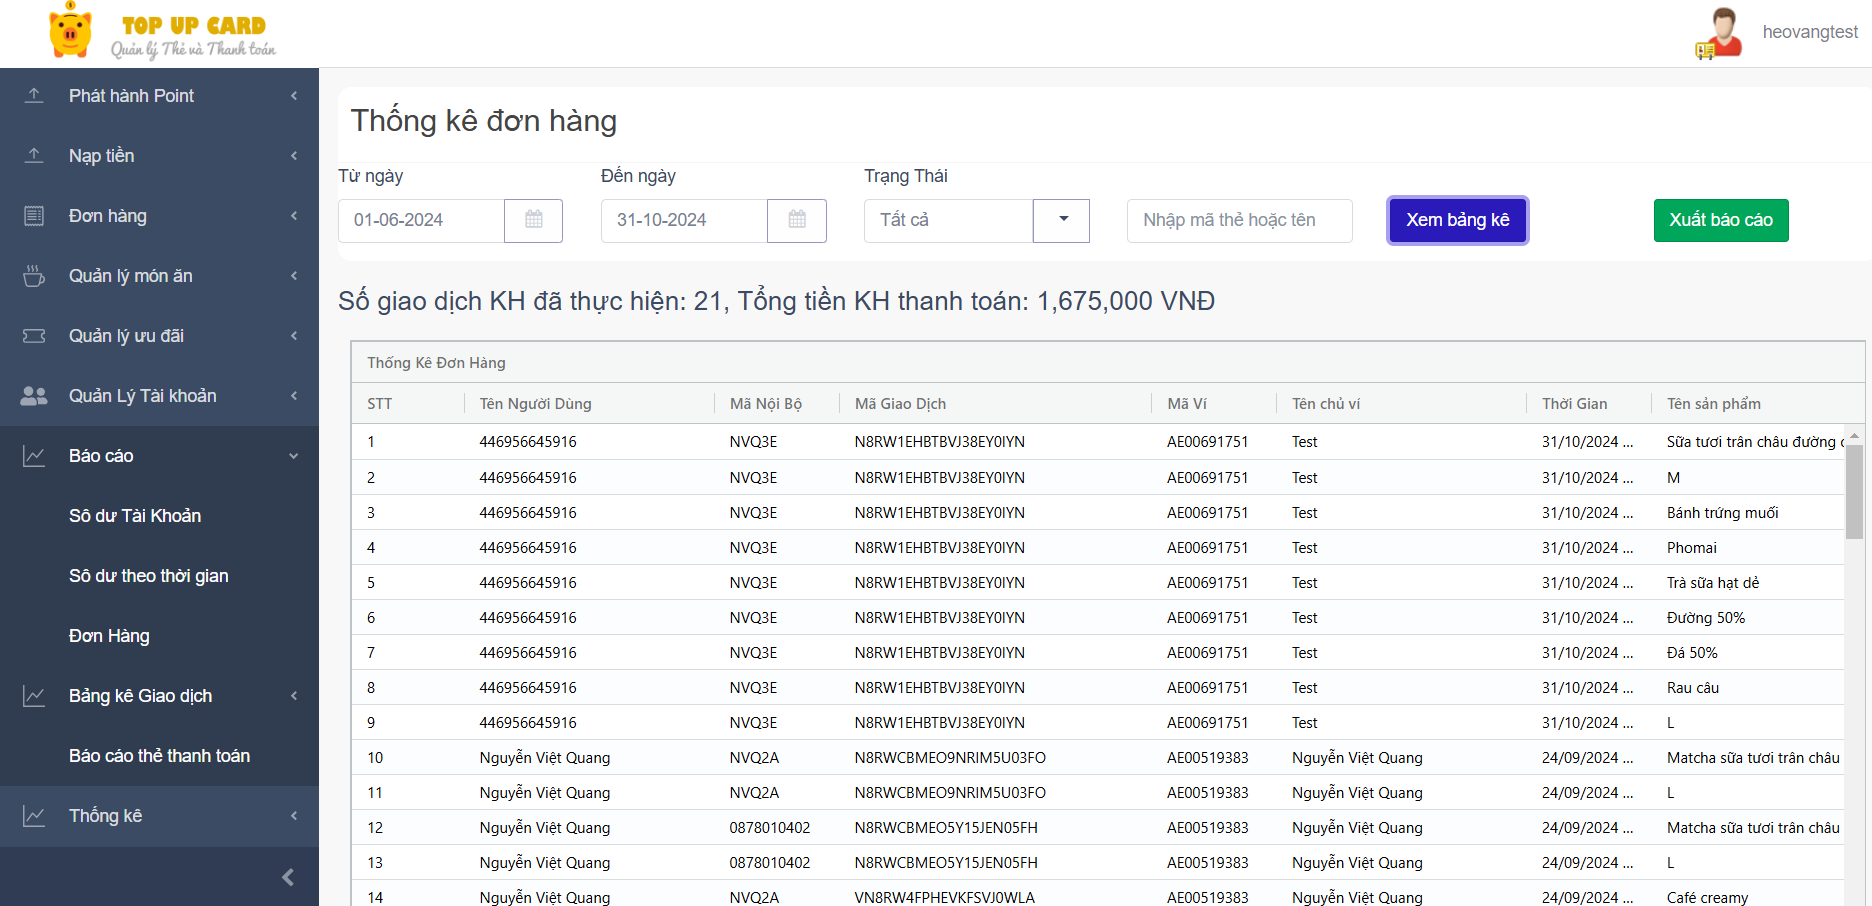 TOP UP CARD
Quản lý Thẻ và Thanh toán
heovangtest
Phát hành Point
Nạp tiền
Đơn hàng
Quản lý món ăn
Quản lý ưu đãi
Quản Lý Tài khoản
Báo cáo
Số dư Tài Khoản
Số dư theo thời gian
Đơn Hàng
Bảng kê Giao dịch
Báo cáo thẻ thanh toán
Thống kê
Thống kê đơn hàng
Từ ngày Đến ngày Trạng Thái
01-06-2024 31-10-2024 Tất cả Nhập mã thẻ hoặc tên Xem bảng kê Xuất báo cáo
Số giao dịch KH đã thực hiện: 21, Tổng tiền KH thanh toán: 1,675,000 VNĐ
Thống Kê Đơn Hàng
STT Tên Người Dùng Mã Nội Bộ Mã Giao Dịch Mã Ví Tên chủ ví Thời Gian Tên sản phẩm
1 446956645916 NVQ3E N8RW1EHBTBVJ38EY0IYN AE00691751 Test 31/10/2024 ... Sữa tươi trân châu đường
2 446956645916 NVQ3E N8RW1EHBTBVJ38EY0IYN AE00691751 Test 31/10/2024 ... M
3 446956645916 NVQ3E N8RW1EHBTBVJ38EY0IYN AE00691751 Test 31/10/2024 ... Bánh trứng muối
4 446956645916 NVQ3E N8RW1EHBTBVJ38EY0IYN AE00691751 Test 31/10/2024 ... Phomai
5 446956645916 NVQ3E N8RW1EHBTBVJ38EY0IYN AE00691751 Test 31/10/2024 ... Trà sữa hạt dẻ
6 446956645916 NVQ3E N8RW1EHBTBVJ38EY0IYN AE00691751 Test 31/10/2024 ... Đường 50%
7 446956645916 NVQ3E N8RW1EHBTBVJ38EY0IYN AE00691751 Test 31/10/2024 ... Đá 50%
8 446956645916 NVQ3E N8RW1EHBTBVJ38EY0IYN AE00691751 Test 31/10/2024 ... Rau câu
9 446956645916 NVQ3E N8RW1EHBTBVJ38EY0IYN AE00691751 Test 31/10/2024 ... L
10 Nguyễn Việt Quang NVQ2A N8RWCBMEO9NRIM5U03FO AE00519383 Nguyễn Việt Quang 24/09/2024 ... Matcha sữa tươi trân châu
11 Nguyễn Việt Quang NVQ2A N8RWCBMEO9NRIM5U03FO AE00519383 Nguyễn Việt Quang 24/09/2024 ... L
12 Nguyễn Việt Quang 0878010402 N8RWCBMEO5Y15JEN05FH AE00519383 Nguyễn Việt Quang 24/09/2024 ... Matcha sữa tươi trân châu
13 Nguyễn Việt Quang 0878010402 N8RWCBMEO5Y15JEN05FH AE00519383 Nguyễn Việt Quang 24/09/2024 ... L
14 Nguyễn Việt Quang NVQ2A VN8RW4FPHEVKFSVJ0WLA AE00519383 Nguyễn Việt Quang 24/09/2024 ... Café creamy